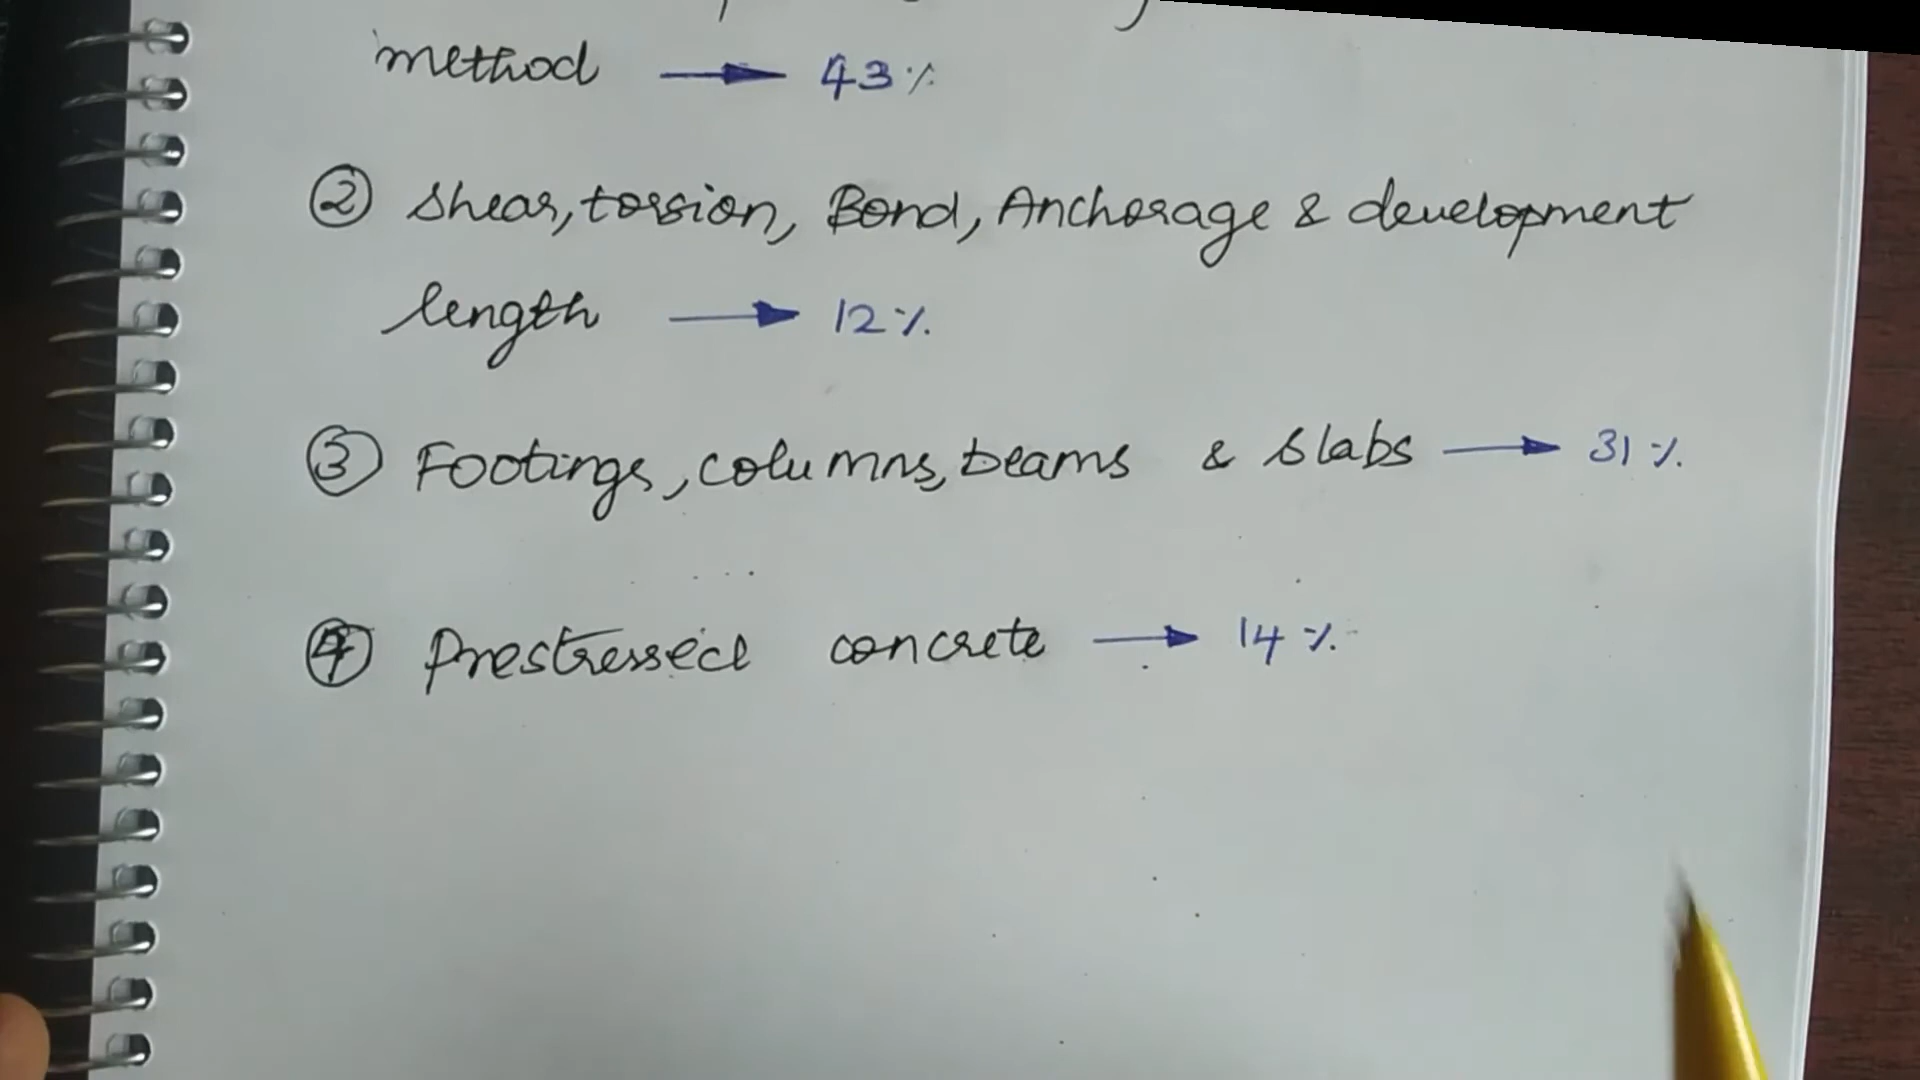 method → 43%
② Shear, torsion, Bond, Anchorage & development
length → 12%
③ Footings, columns, beams & slabs → 31%
④ Prestressed concrete → 14%